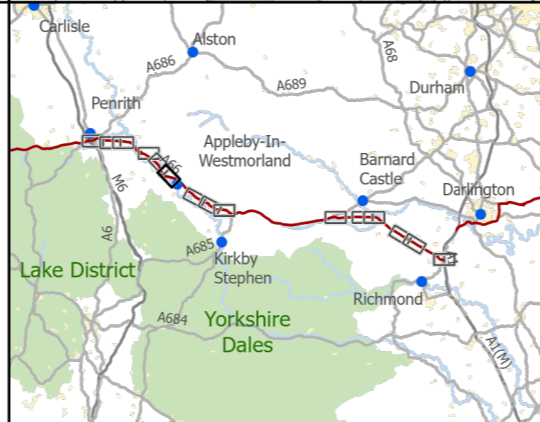 Carlisle
Alston
A68
A686
A689
Durham
Penrith
Appleby-In-
Westmorland
A66
Barnard
Castle
Darlington
M6
A6
A685
Lake District
Kirkby
Stephen
Richmond
A684
Yorkshire
Dales
A1(M)